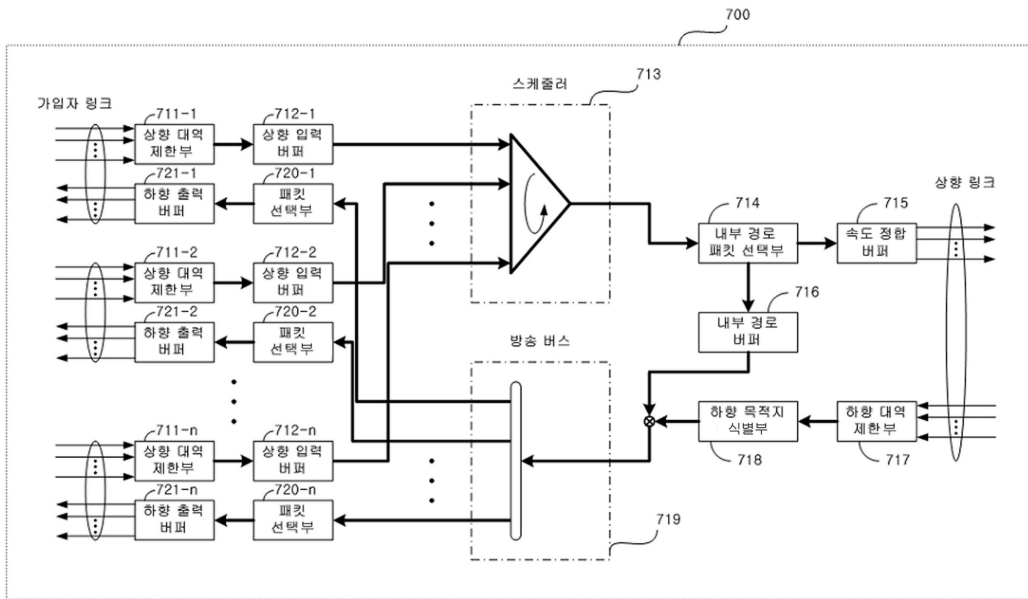 700
스케줄러
713
가입자 링크
711-1
712-1
상향 대역
제한부
상향 입력
버퍼
721-1
720-1
하향 출력
버퍼
패킷
선택부
상향 링크
714
715
내부 경로
패킷 선택부
속도 정합
버퍼
711-2
712-2
상향 대역
제한부
상향 입력
버퍼
716
721-2
720-2
내부 경로
버퍼
하향 출력
버퍼
패킷
선택부
방송 버스
하향 목적지
식별부
하향 대역
제한부
711-n
712-n
718
717
상향 대역
제한부
상향 입력
버퍼
721-n
720-n
하향 출력
버퍼
패킷
선택부
719